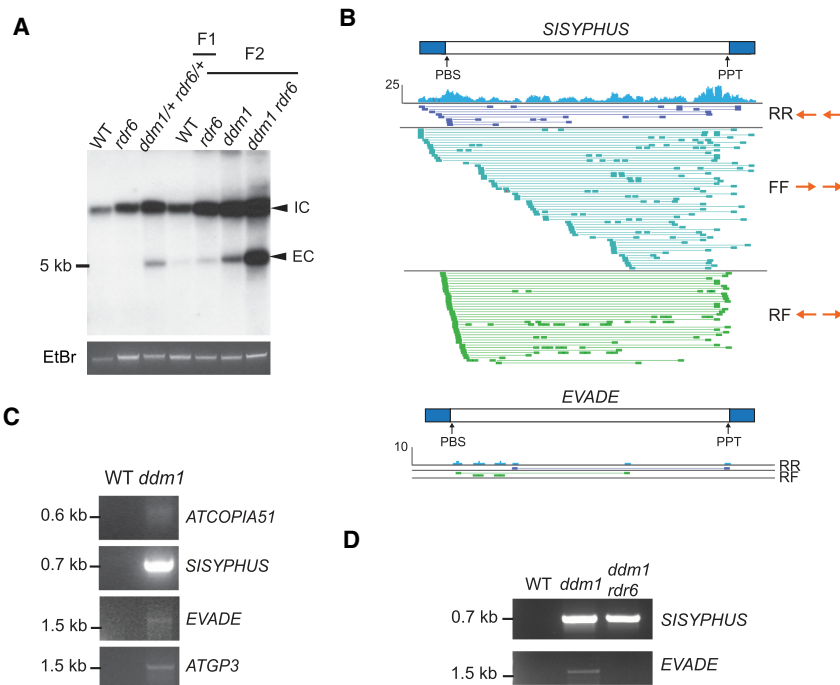 A
F1
F2
WT
rdr6
ddm1/+ rdr6/+
WT
rdr6
ddm1
ddm1 rdr6
IC
EC
5 kb
EtBr
B
SISYPHUS
PBS
PPT
25
RR
FF
RF
EVADE
PBS
PPT
10
RR
RF
C
WT ddm1
0.6 kb
ATCOPIA51
0.7 kb
SISYPHUS
1.5 kb
EVADE
1.5 kb
ATGP3
D
WT
ddm1
ddm1
rdr6
0.7 kb
SISYPHUS
1.5 kb
EVADE